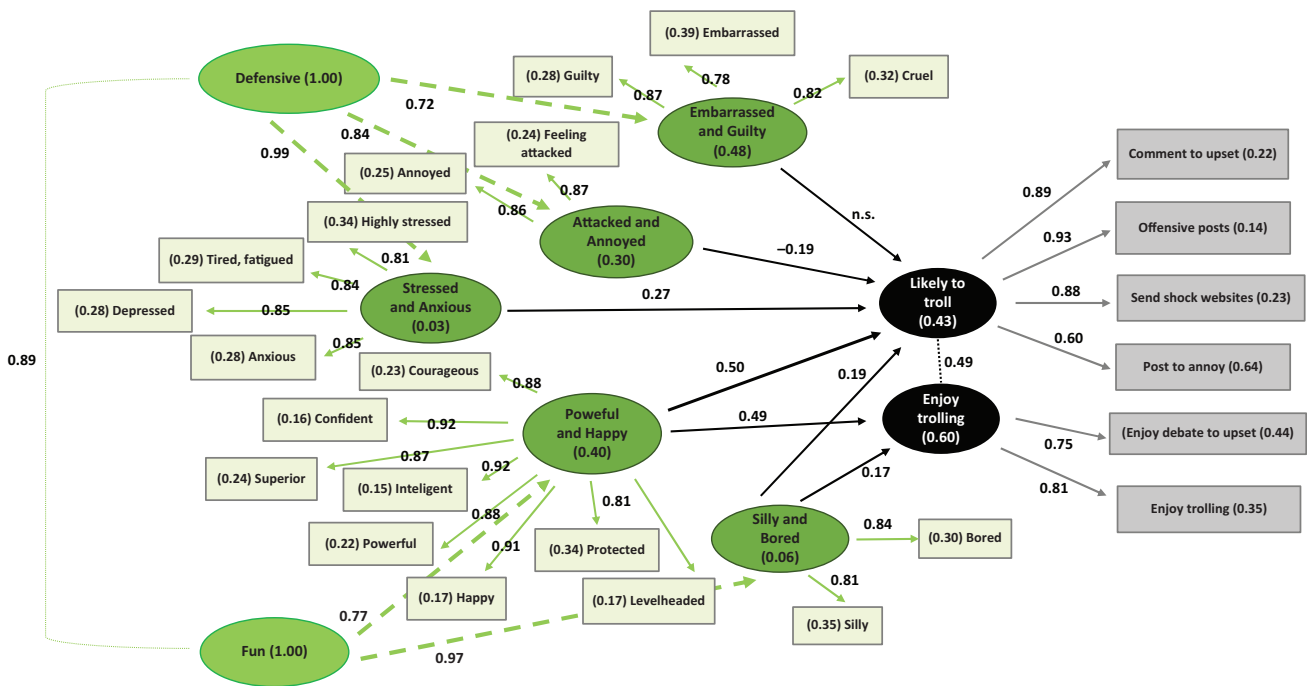 (0.39) Embarrassed
Defensive (1.00)
(0.28) Guilty
0.78
(0.32) Cruel
0.87
0.82
0.72
Embarrassed
and Guilty
(0.48)
0.84
(0.24) Feeling
attacked
0.99
Comment to upset (0.22)
(0.25) Annoyed
0.87
0.89
0.86
n.s.
(0.34) Highly stressed
Attacked and
Annoyed
(0.30)
Offensive posts (0.14)
–0.19
0.93
(0.29) Tired, fatigued
0.81
0.84
Stressed
and Anxious
(0.03)
0.27
Likely to
troll
(0.43)
0.88
Send shock websites (0.23)
(0.28) Depressed
0.85
0.89
(0.28) Anxious
0.85
0.60
(0.23) Courageous
0.88
0.50
0.19
0.49
Post to annoy (0.64)
(0.16) Confident
0.92
Poweful
and Happy
(0.40)
0.49
Enjoy
trolling
(0.60)
(Enjoy debate to upset (0.44)
0.75
0.87
(0.24) Superior
0.92
(0.15) Inteligent
0.17
0.81
0.81
Enjoy trolling (0.35)
0.88
(0.22) Powerful
0.91
(0.34) Protected
Silly and
Bored
(0.06)
0.84
(0.30) Bored
0.81
(0.17) Happy
(0.17) Levelheaded
0.77
(0.35) Silly
Fun (1.00)
0.97